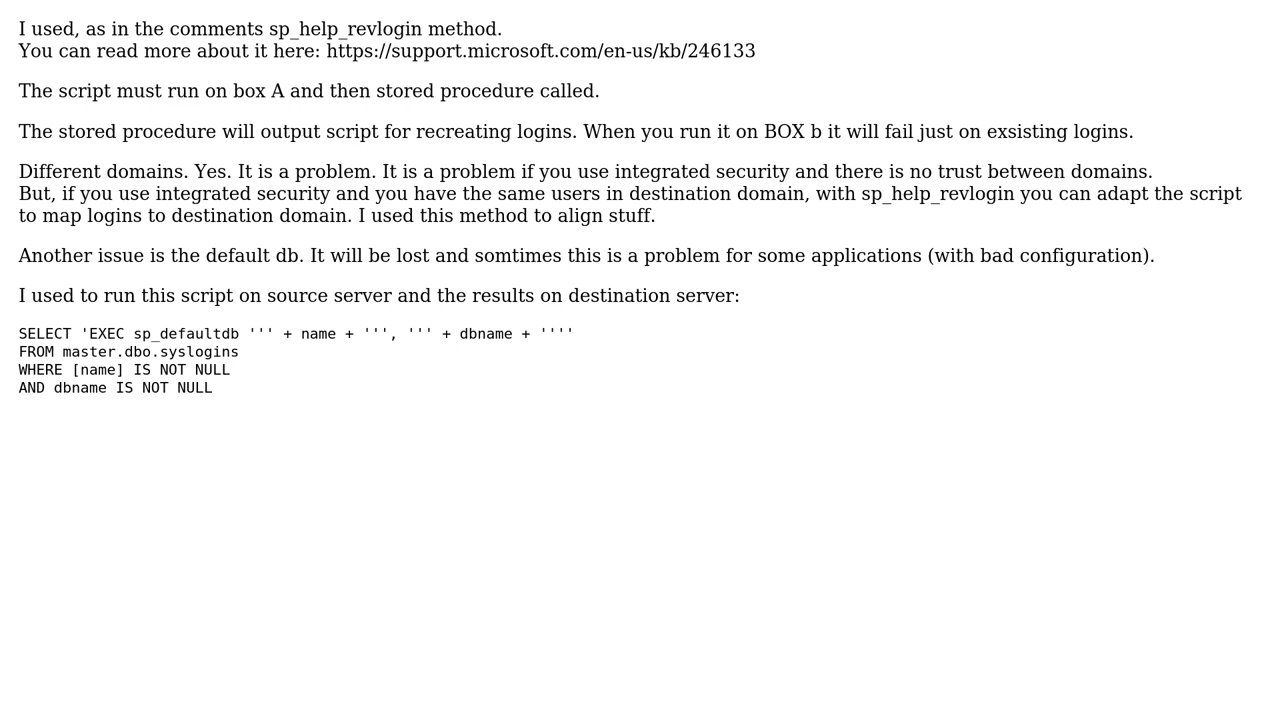 I used, as in the comments sp_help_revlogin method.
You can read more about it here: https://support.microsoft.com/en-us/kb/246133
The script must run on box A and then stored procedure called.
The stored procedure will output script for recreating logins. When you run it on BOX b it will fail just on exsisting logins.
Different domains. Yes. It is a problem. It is a problem if you use integrated security and there is no trust between domains.
But, if you use integrated security and you have the same users in destination domain, with sp_help_revlogin you can adapt the script
to map logins to destination domain. I used this method to align stuff.
Another issue is the default db. It will be lost and somtimes this is a problem for some applications (with bad configuration).
I used to run this script on source server and the results on destination server:
SELECT 'EXEC sp_defaultdb ''' + name + ''', ''' + dbname + ''''
FROM master.dbo.syslogins
WHERE [name] IS NOT NULL
AND dbname IS NOT NULL